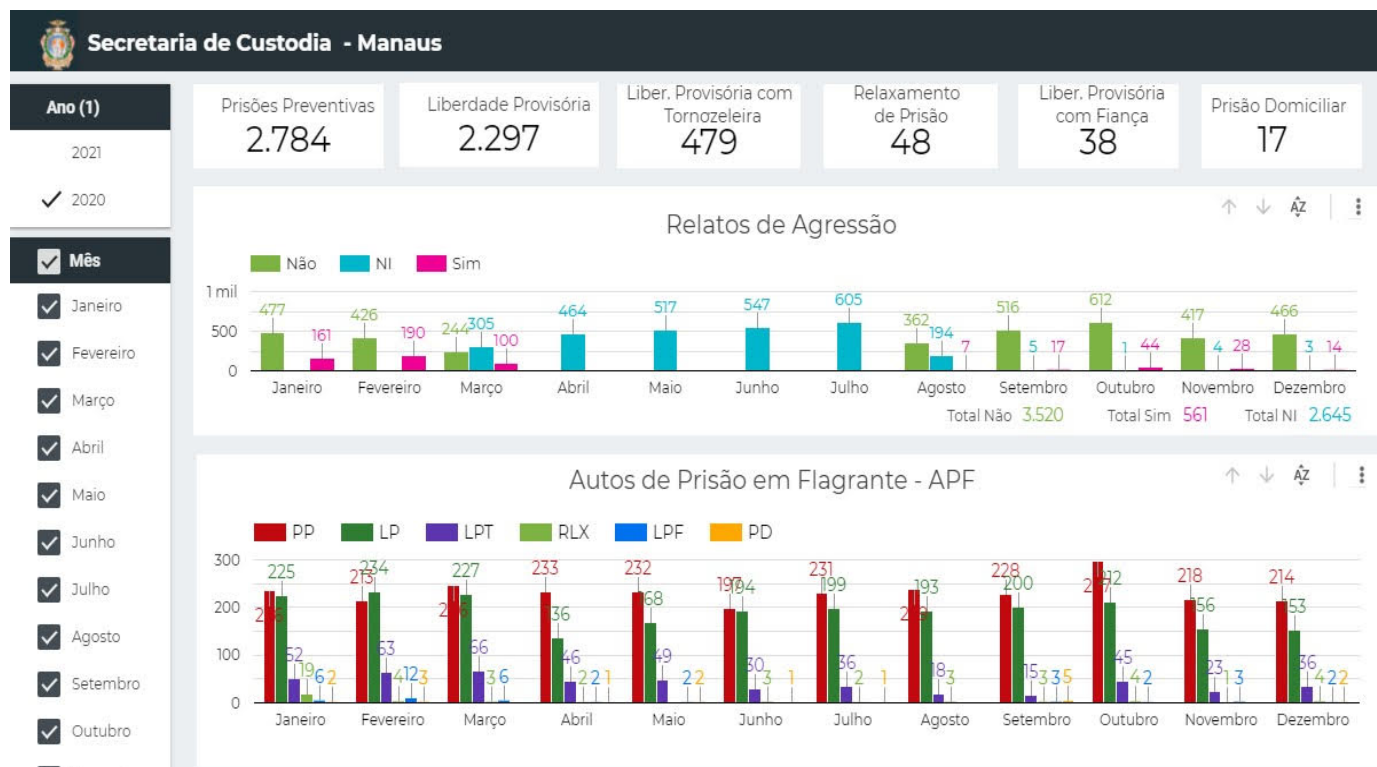 Secretaria de Custodia - Manaus
Ano (1)
2021
2020
Mês
Janeiro
Fevereiro
Março
Abril
Maio
Junho
Julho
Agosto
Setembro
Outubro
Prisões Preventivas
2.784
Liberdade Provisória
2.297
Liber. Provisória com
Tornozeleira
479
Relaxamento
de Prisão
48
Liber. Provisória
com Fiança
38
Prisão Domiciliar
17
Relatos de Agressão
AZ
Não NI Sim
1 mil
500
0
477 161
426 190
244 305 100
464
517
547
605
362 194 7
516 5 17
612 1 44
417 4 28
466 3 14
Janeiro Fevereiro Março Abril Maio Junho Julho Agosto Setembro Outubro Novembro Dezembro
Total Não 3.520 Total Sim 561 Total NI 2.645
Autos de Prisão em Flagrante - APF
AZ
PP LP LPT RLX LPF PD
300
200
100
0
225 52 19 6 2
213 234 63 4 12 3
227 66 3 6
233 136 46 2 2 1
232 168 49 2 2
197 194 30 3 1
231 199 36 2 1
193 18 3
228 200 15 3 3 5
212 45 4 2
218 156 23 1 3
214 153 36 4 2 2
Janeiro Fevereiro Março Abril Maio Junho Julho Agosto Setembro Outubro Novembro Dezembro